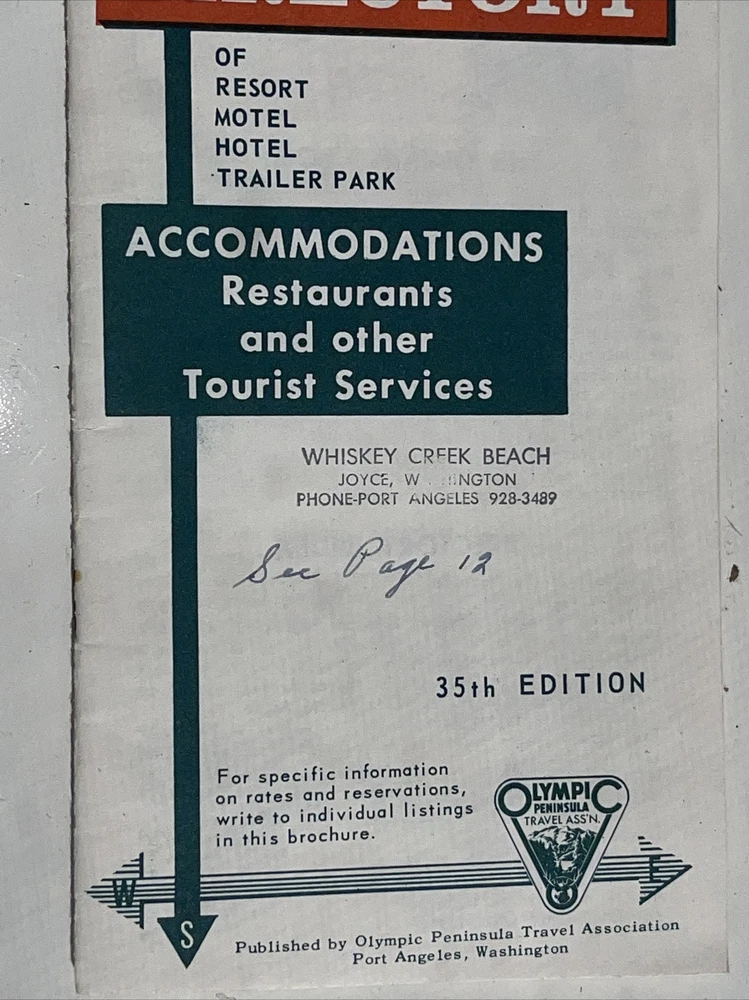 OF
RESORT
MOTEL
HOTEL
TRAILER PARK
ACCOMMODATIONS
Restaurants
and other
Tourist Services
WHISKEY CREEK BEACH
JOYCE, W INGTON
PHONE-PORT ANGELES 928-3489
See Page 12
35th EDITION
For specific information
on rates and reservations,
write to individual listings
in this brochure.
OLYMPIC
PENINSULA
TRAVEL ASS'N.
W
E
S
Published by Olympic Peninsula Travel Association
Port Angeles, Washington